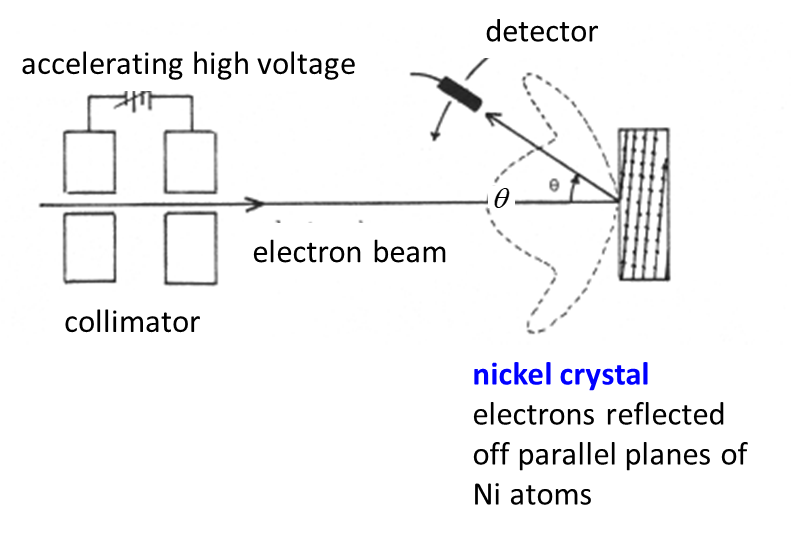 detector
accelerating high voltage
θ
θ
electron beam
collimator
nickel crystal
electrons reflected
off parallel planes of
Ni atoms